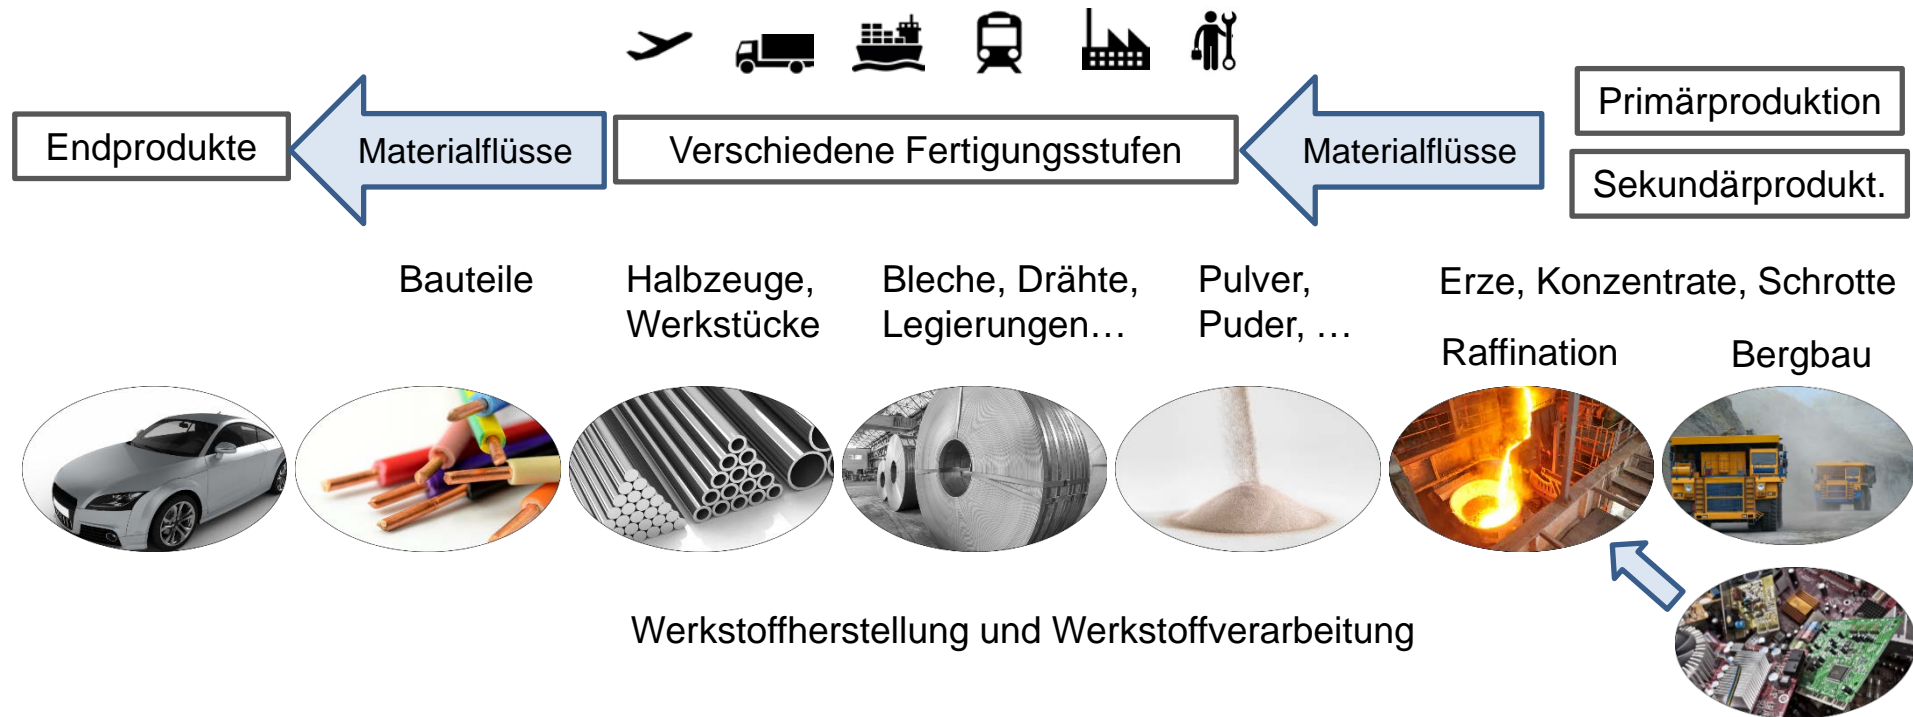 Primärproduktion
Endprodukte
Materialflüsse
Verschiedene Fertigungsstufen
Materialflüsse
Sekundärprodukt.
Bauteile
Halbzeuge,
Werkstücke
Bleche, Drähte,
Legierungen…
Pulver,
Puder, …
Erze, Konzentrate, Schrotte
Raffination
Bergbau
Werkstoffherstellung und Werkstoffverarbeitung